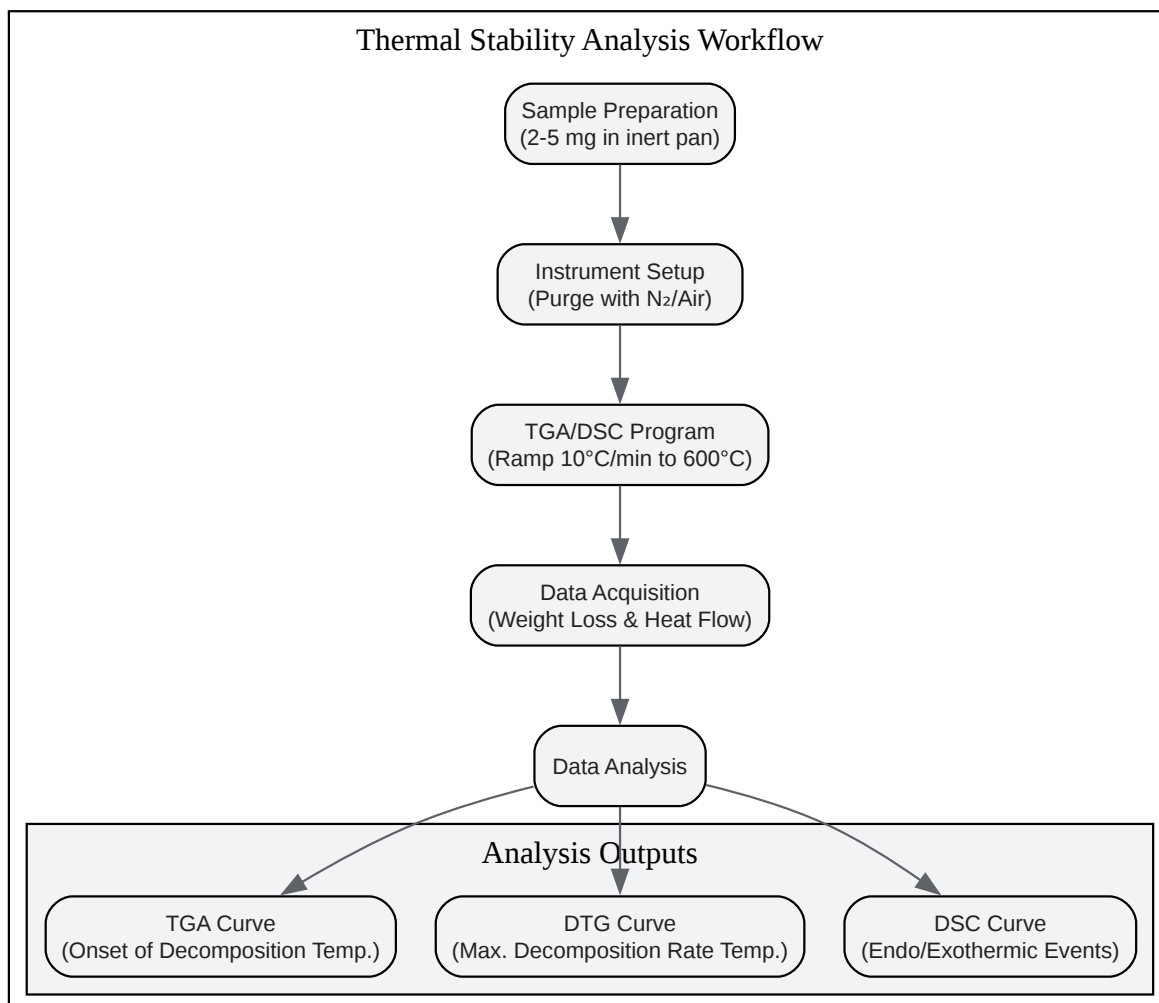 Thermal Stability Analysis Workflow
Sample Preparation
(2-5 mg in inert pan)
Instrument Setup
(Purge with N₂/Air)
TGA/DSC Program
(Ramp 10°C/min to 600°C)
Data Acquisition
(Weight Loss & Heat Flow)
Data Analysis
Analysis Outputs
TGA Curve
(Onset of Decomposition Temp.)
DTG Curve
(Max. Decomposition Rate Temp.)
DSC Curve
(Endo/Exothermic Events)